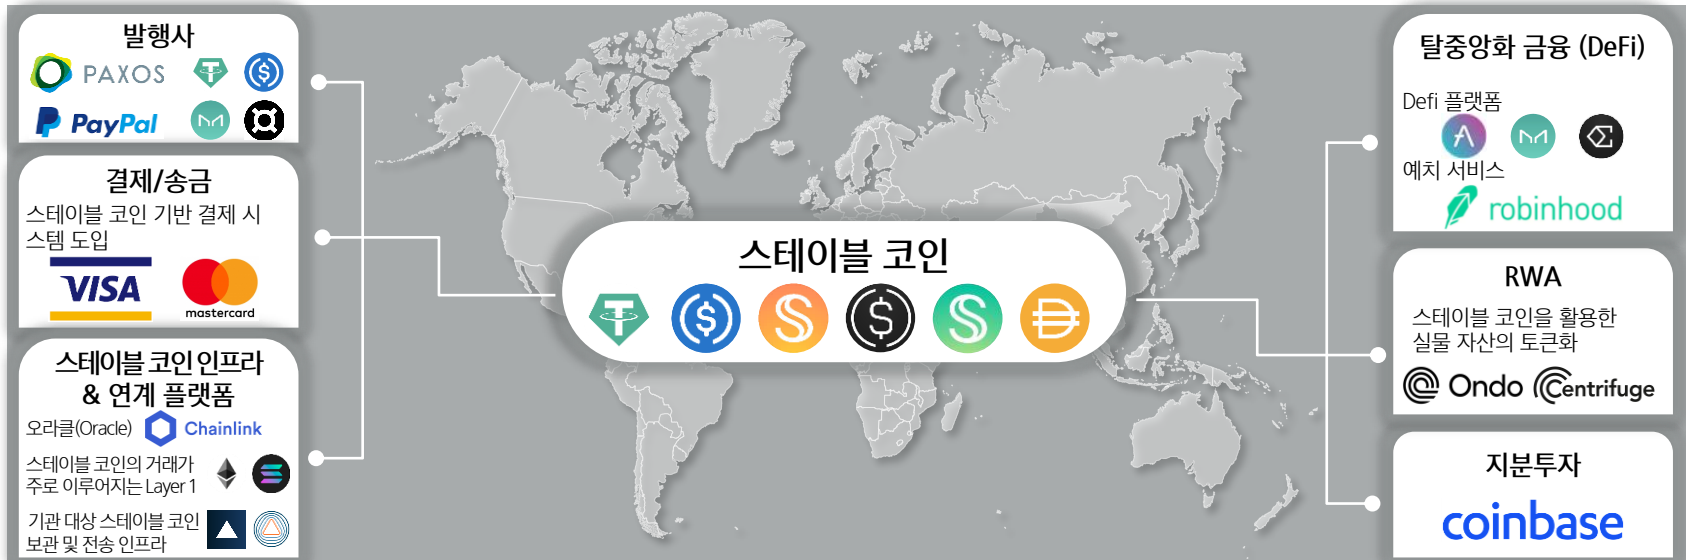 발행사
PAXOS
PayPal
결제/송금
스테이블 코인 기반 결제 시
스템 도입
VISA
mastercard
스테이블 코인 인프라
& 연계 플랫폼
오라클(Oracle)
Chainlink
스테이블 코인의 거래가
주로 이루어지는 Layer 1
기관 대상 스테이블 코인
보관 및 전송 인프라
스테이블 코인
탈중앙화 금융 (DeFi)
Defi 플랫폼
예치 서비스
robinhood
RWA
스테이블 코인을 활용한
실물 자산의 토큰화
Ondo
Centrifuge
지분투자
coinbase